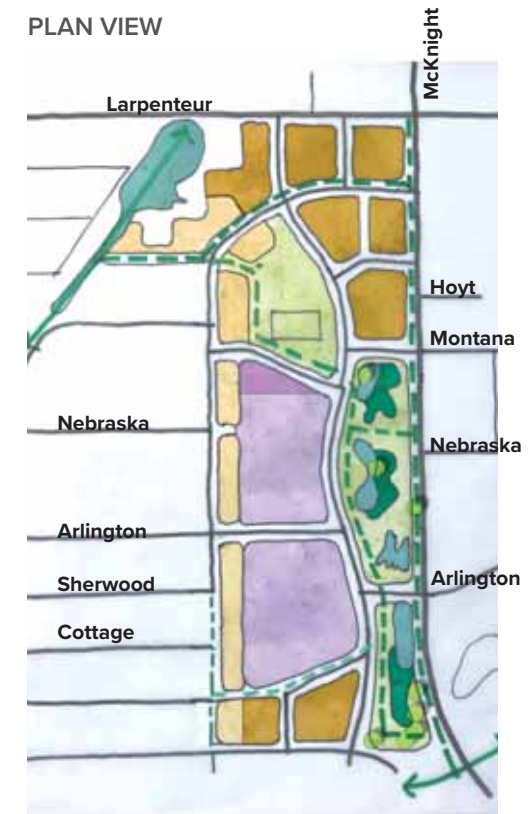 PLAN VIEW
McKnight
Larpenteur
Hoyt
Montana
Nebraska
Nebraska
Arlington
Arlington
Sherwood
Cottage